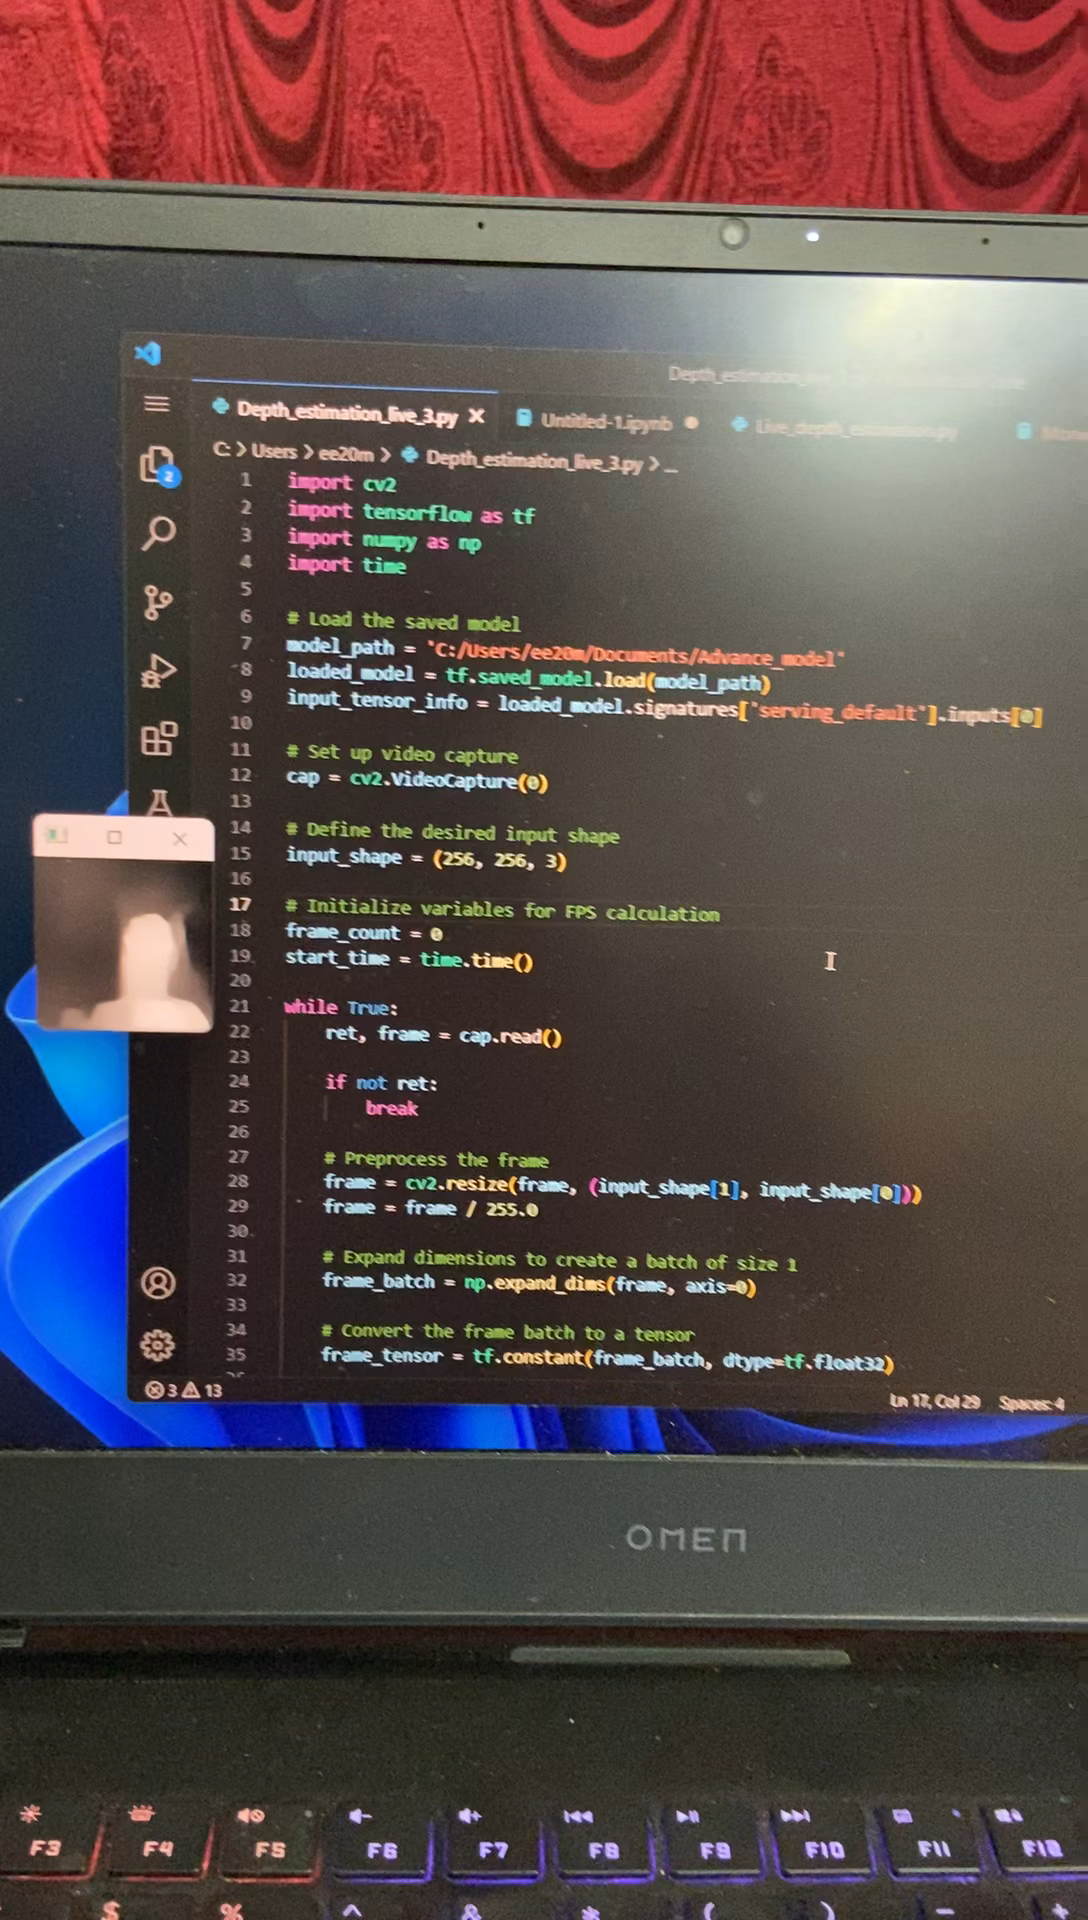 Depth_estimation_live_3.py
Untitled-1.ipynb
Live_depth_estimation.py
C: > Users > ee20m > Depth_estimation_live_3.py > ...
2
1 import cv2
2 import tensorflow as tf
3 import numpy as np
4 import time
5
6 # Load the saved model
7 model_path = 'C:/Users/ee20m/Documents/Advance_model'
8 loaded_model = tf.saved_model.load(model_path)
9 input_tensor_info = loaded_model.signatures['serving_default'].inputs[0]
10
11 # Set up video capture
12 cap = cv2.VideoCapture(0)
13
14 # Define the desired input shape
15 input_shape = (256, 256, 3)
16
17 # Initialize variables for FPS calculation
18 frame_count = 0
19 start_time = time.time()
20
21 while True:
22 ret, frame = cap.read()
23
24 if not ret:
25 break
26
27 # Preprocess the frame
28 frame = cv2.resize(frame, (input_shape[1], input_shape[0]))
29 frame = frame / 255.0
30
31 # Expand dimensions to create a batch of size 1
32 frame_batch = np.expand_dims(frame, axis=0)
33
34 # Convert the frame batch to a tensor
35 frame_tensor = tf.constant(frame_batch, dtype=tf.float32)
3 13
Ln 17, Col 29 Spaces: 4
OMEN
F3 F4 F5 F6 F7 F8 F9 F10 F11 F12
$ % ^ & * ( ) - +